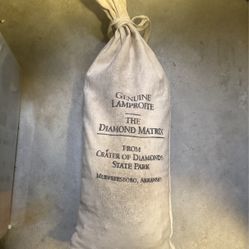 Genuine
Lamproite
The
Diamond Matrix
From
Crater of Diamonds
State Park
Murfreesboro, Arkansas